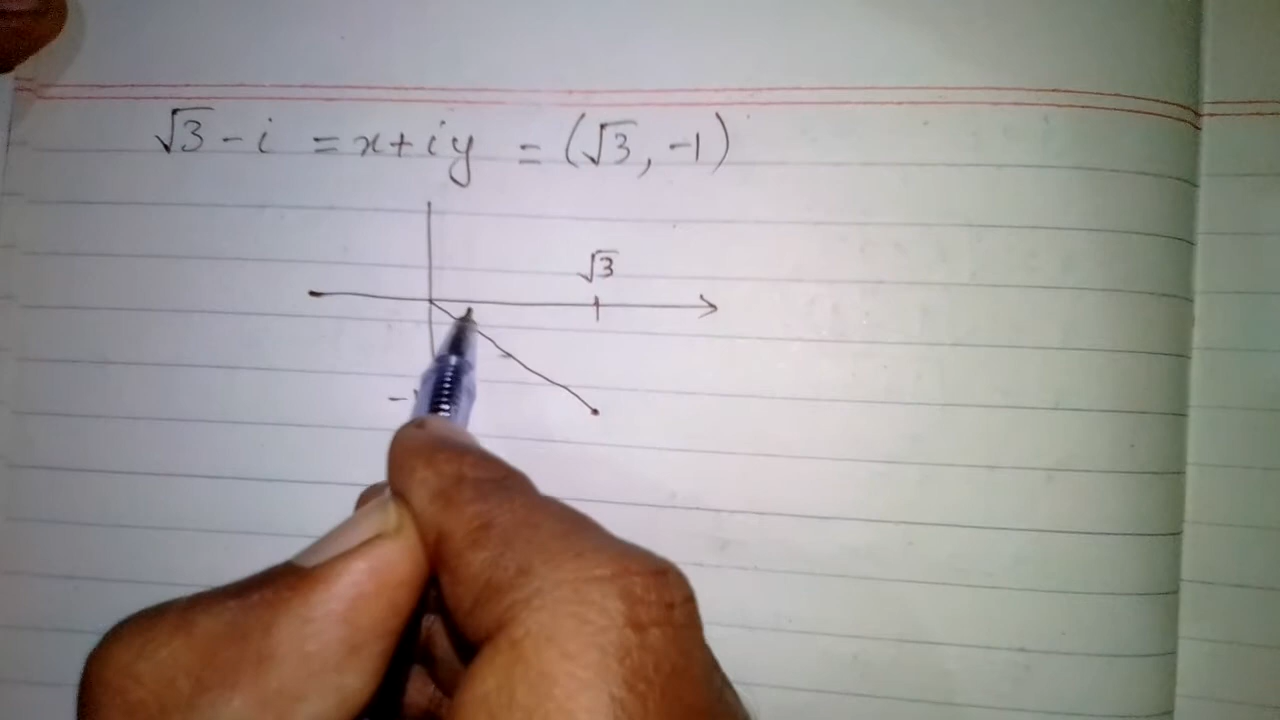 √3 - i = x + iy = (√3, -1)
√3